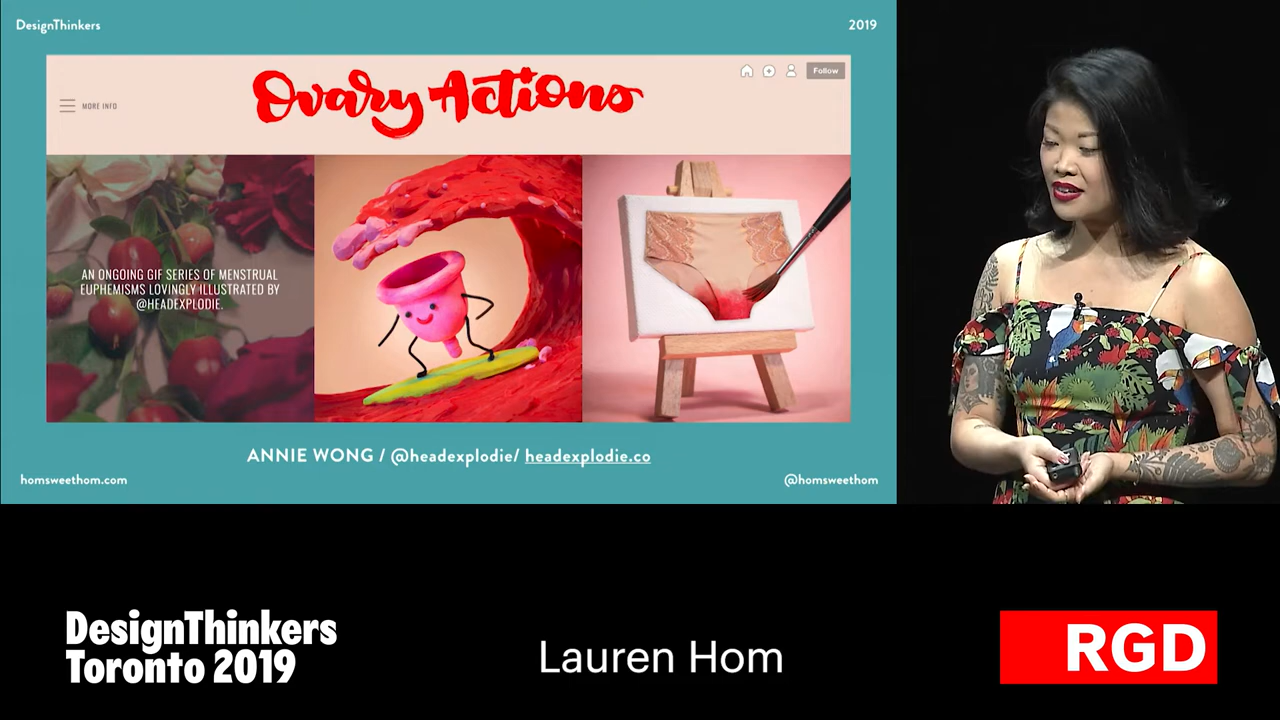 DesignThinkers
2019
Ovary Actions
Follow
MORE INFO
AN ONGOING GIF SERIES OF MENSTRUAL
EUPHEMISMS LOVINGLY ILLUSTRATED BY
@HEADEXPLODIE.
ANNIE WONG / @headexplodie/ headexplodie.co
homsweethom.com
@homsweethom
DesignThinkers
Toronto 2019
Lauren Hom
RGD